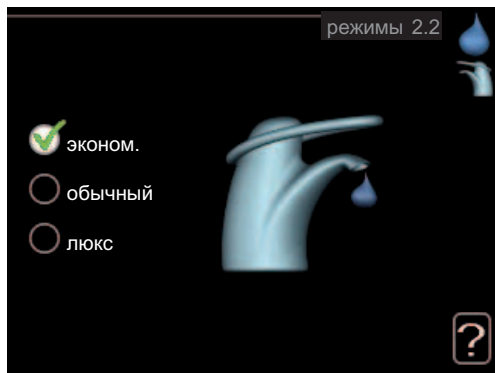 режимы 2.2
эконом.
обычный
люкс
?